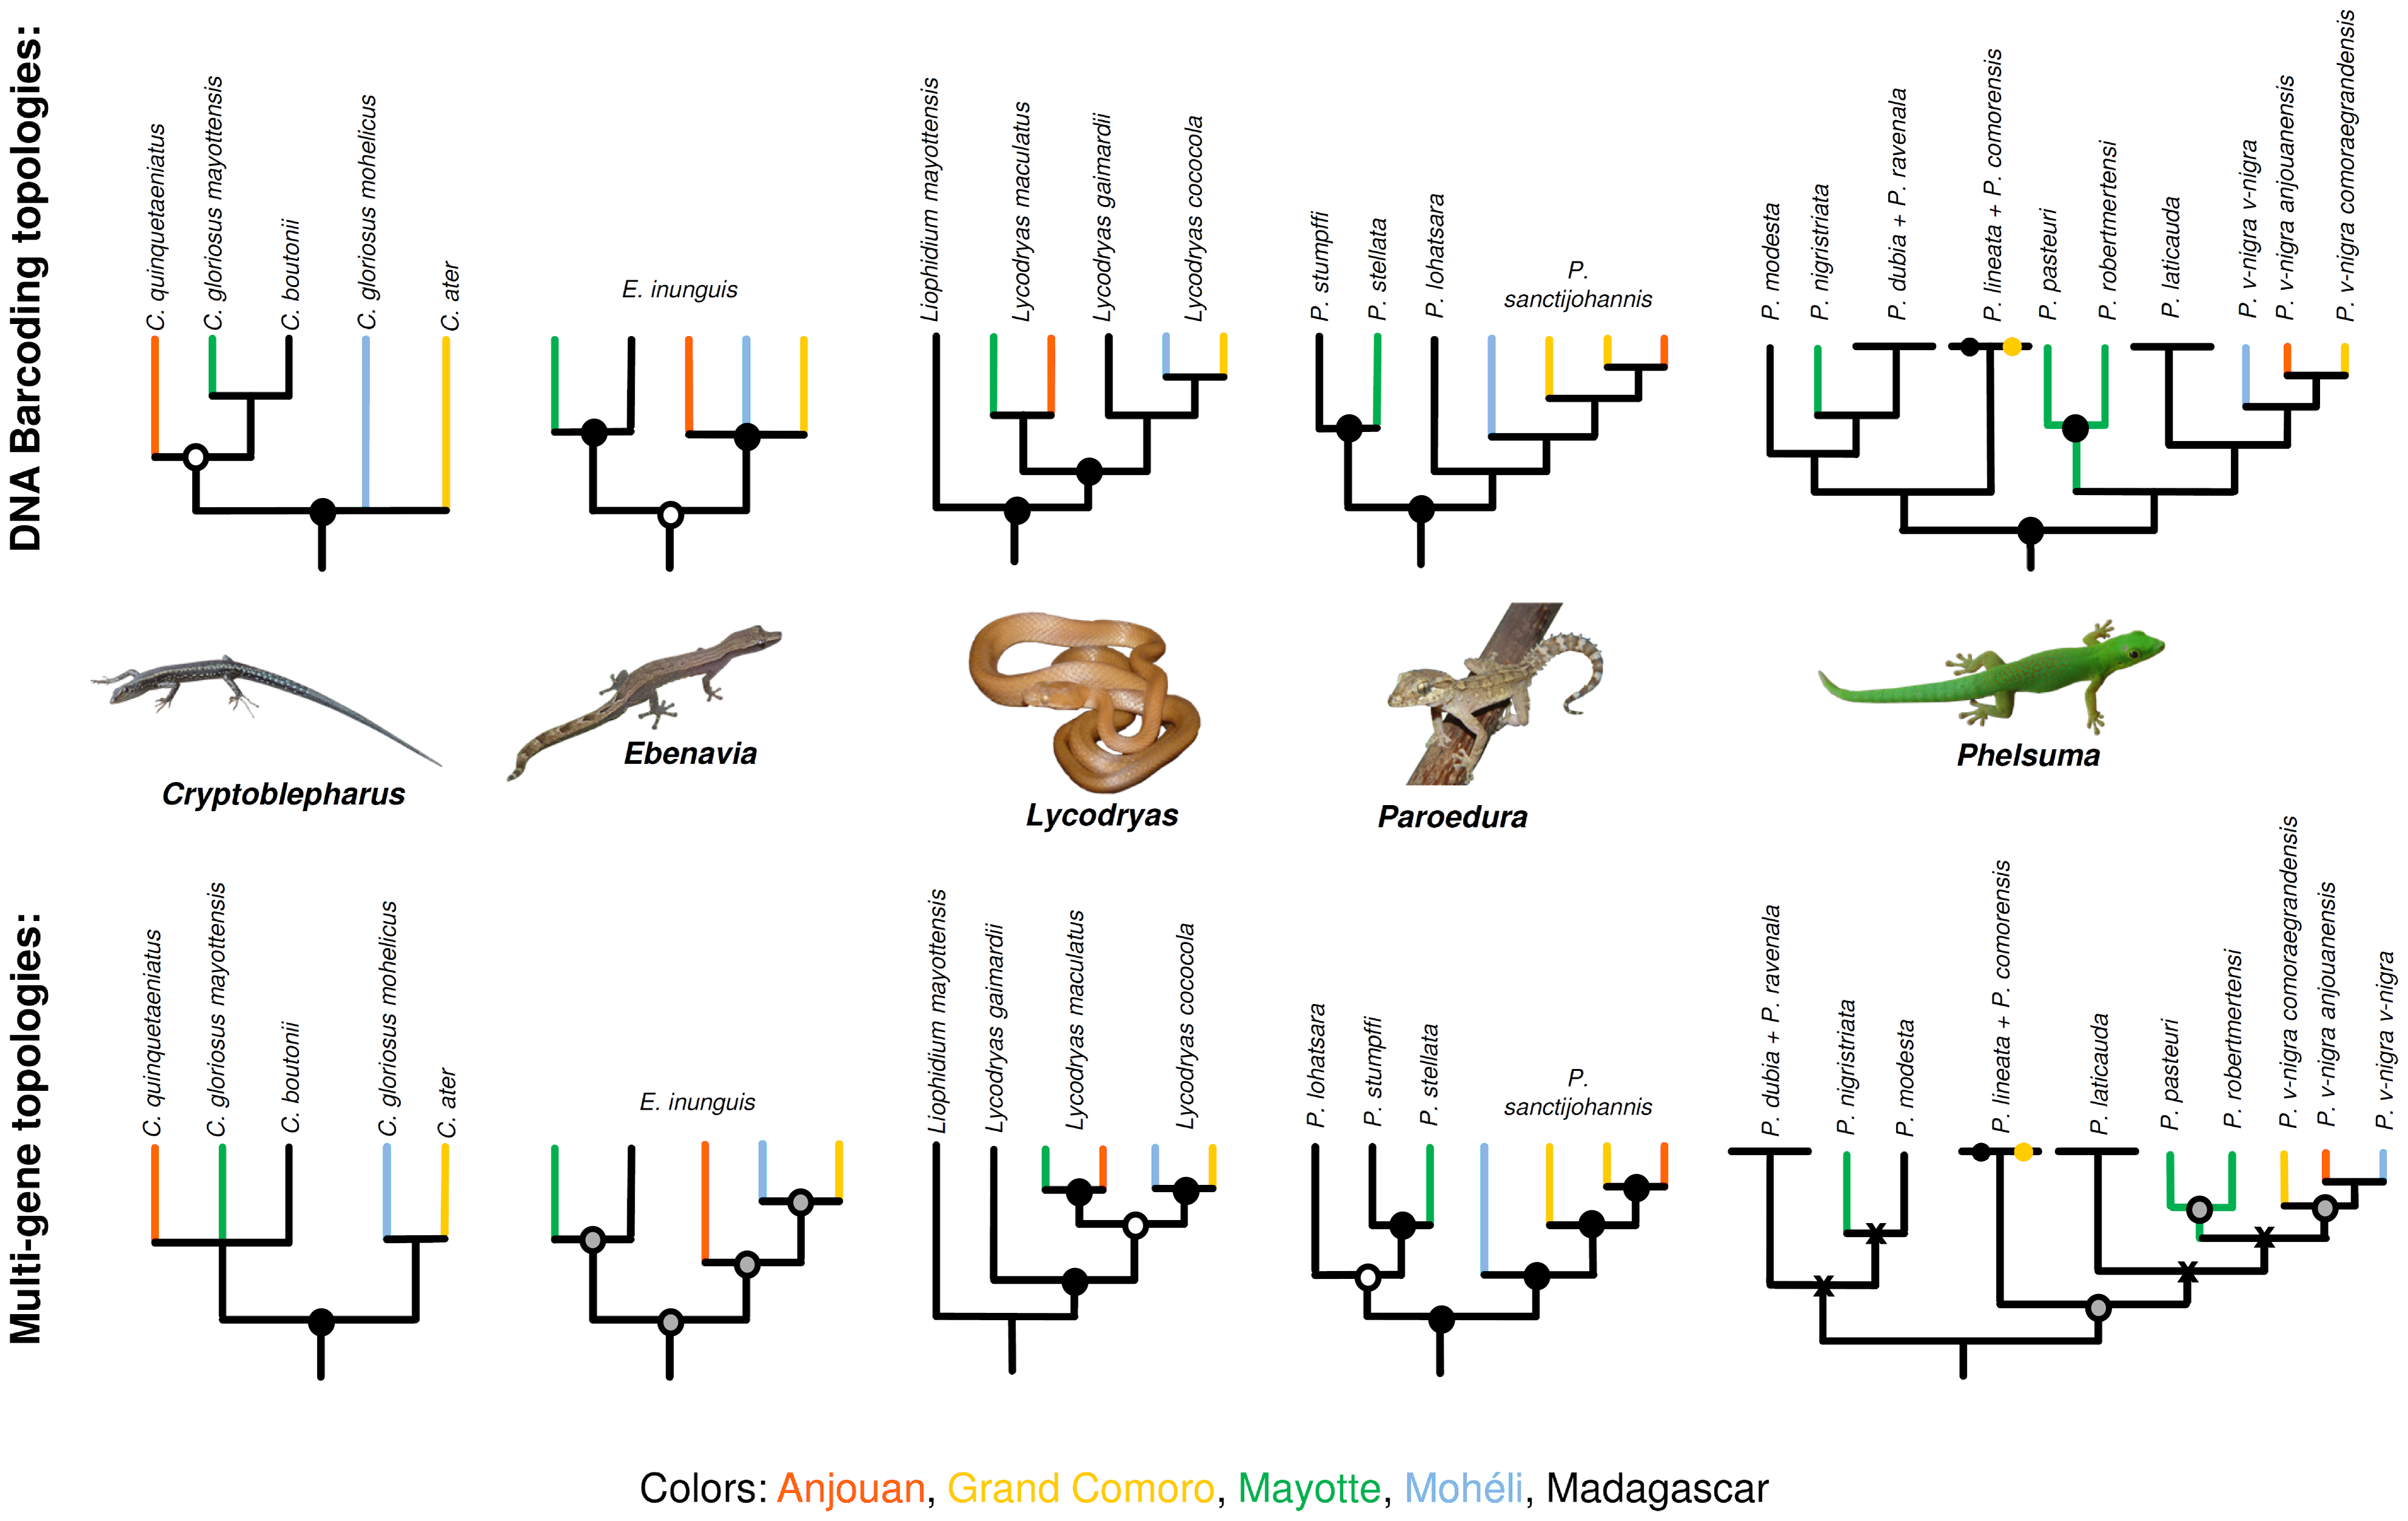 DNA Barcoding topologies:
C. quinquetaeniatus
C. gloriosus mayottensis
C. boutonii
C. gloriosus mohelicus
C. ater
E. inunguis
Liophidium mayottensis
Lycodryas maculatus
Lycodryas gaimardii
Lycodryas cococola
P. stumpffi
P. stellata
P. lohatsara
P.
sanctijohannis
P. modesta
P. nigristriata
P. dubia + P. ravenala
P. lineata + P. comorensis
P. pasteuri
P. robertmertensi
P. laticauda
P. v-nigra v-nigra
P. v-nigra anjouanensis
P. v-nigra comoraegrandensis
Cryptoblepharus
Ebenavia
Lycodryas
Paroedura
Phelsuma
Multi-gene topologies:
C. quinquetaeniatus
C. gloriosus mayottensis
C. boutonii
C. gloriosus mohelicus
C. ater
E. inunguis
Liophidium mayottensis
Lycodryas gaimardii
Lycodryas maculatus
Lycodryas cococola
P. lohatsara
P. stumpffi
P. stellata
P.
sanctijohannis
P. dubia + P. ravenala
P. nigristriata
P. modesta
P. lineata + P. comorensis
P. laticauda
P. pasteuri
P. robertmertensi
P. v-nigra comoraegrandensis
P. v-nigra anjouanensis
P. v-nigra v-nigra
Colors: Anjouan, Grand Comoro, Mayotte, Mohéli, Madagascar